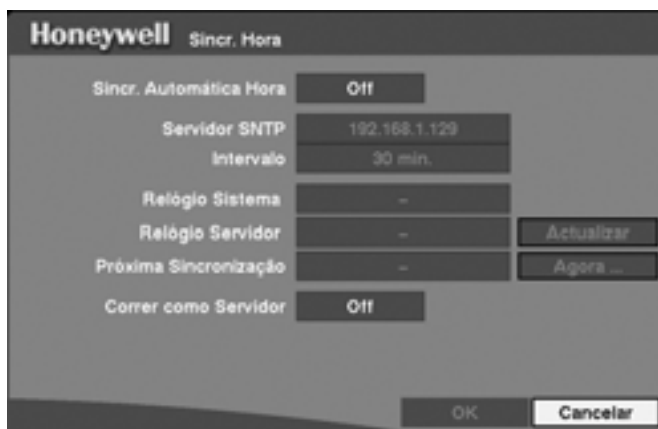 Honeywell Sincr. Hora
Sincr. Automática Hora Off
Servidor SNTP 192.168.1.129
Intervalo 30 min.
Relógio Sistema –
Relógio Servidor – Actualizar
Próxima Sincronização – Agora ...
Correr como Servidor Off
OK Cancelar